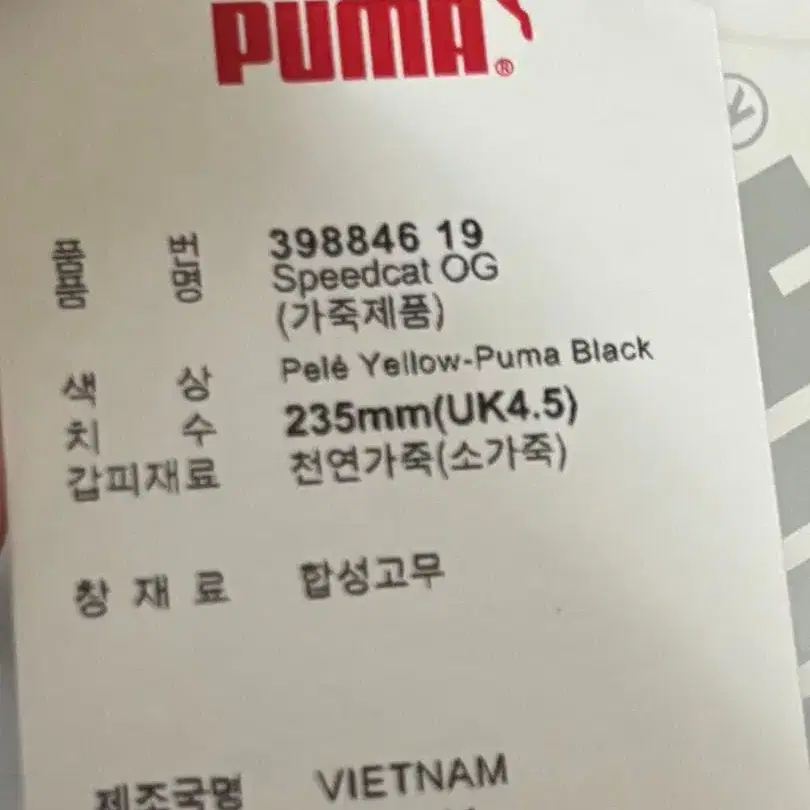 PUMA®
품 번 398846 19
품 명 Speedcat OG
(가죽제품)
색 상 Pelé Yellow-Puma Black
치 수 235mm(UK4.5)
갑피재료 천연가죽(소가죽)
창 재 료 합성고무
제조국명 VIETNAM